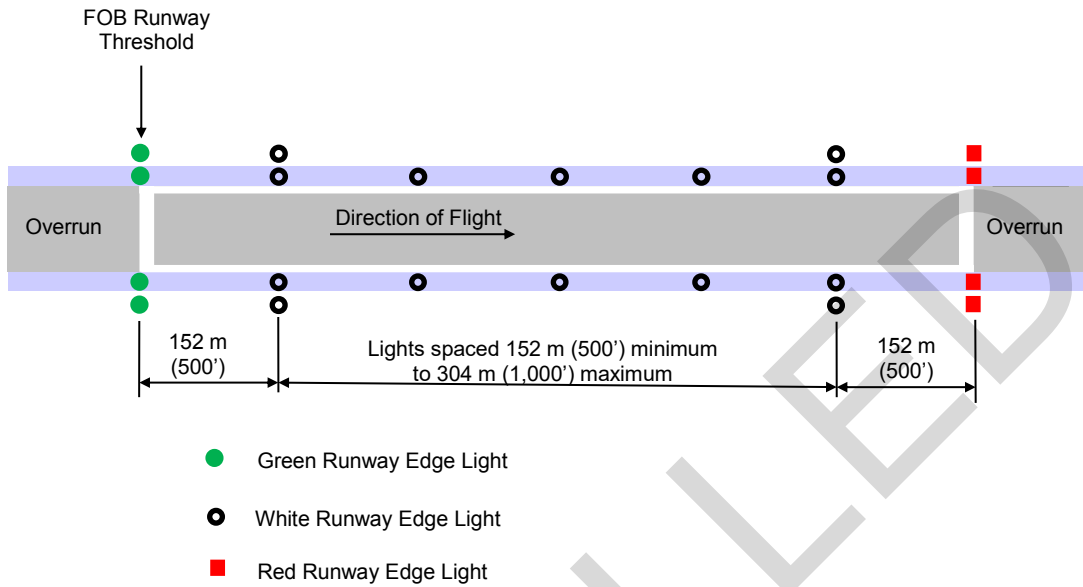 FOB Runway
Threshold
Overrun
Direction of Flight
Overrun
152 m
(500’)
Lights spaced 152 m (500’) minimum
to 304 m (1,000’) maximum
152 m
(500’)
Green Runway Edge Light
White Runway Edge Light
Red Runway Edge Light
LLED